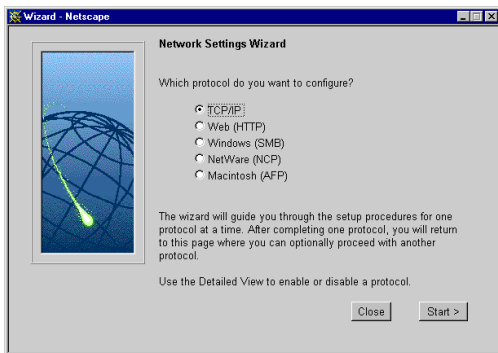 Wizard - Netscape
Network Settings Wizard
Which protocol do you want to configure?
TCP/IP
Web (HTTP)
Windows (SMB)
NetWare (NCP)
Macintosh (AFP)
The wizard will guide you through the setup procedures for one
protocol at a time. After completing one protocol, you will return
to this page where you can optionally proceed with another
protocol.
Use the Detailed View to enable or disable a protocol.
Close
Start >